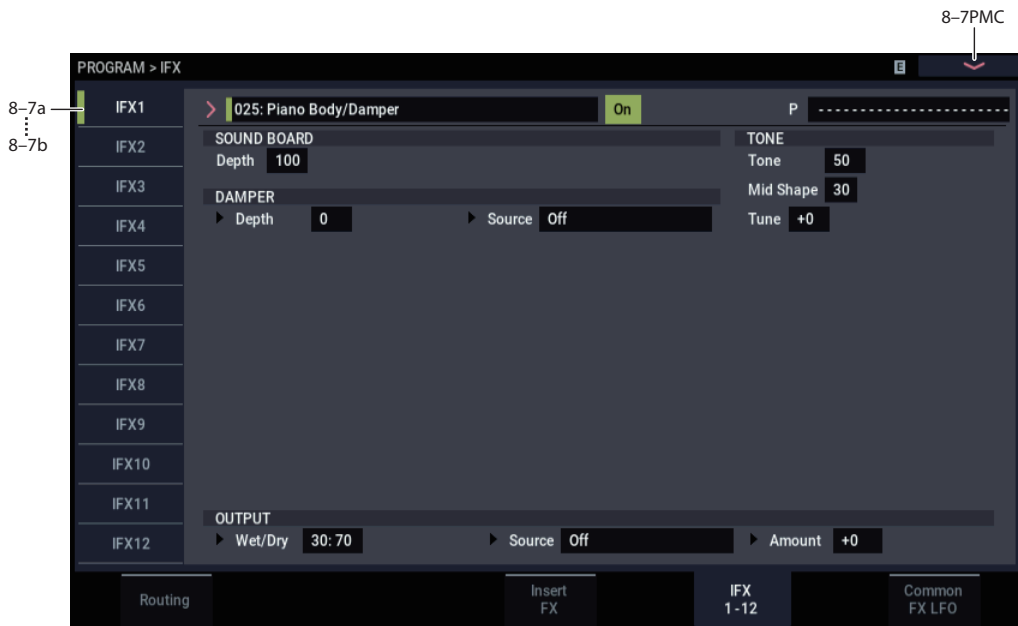 8–7PMC
PROGRAM > IFX
E
8–7a
8–7b
IFX1
IFX2
IFX3
IFX4
IFX5
IFX6
IFX7
IFX8
IFX9
IFX10
IFX11
IFX12
025: Piano Body/Damper
On
P ----------------------
SOUND BOARD
Depth 100
DAMPER
Depth 0 Source Off
TONE
Tone 50
Mid Shape 30
Tune +0
OUTPUT
Wet/Dry 30:70 Source Off Amount +0
Routing
Insert
FX
IFX
1-12
Common
FX LFO